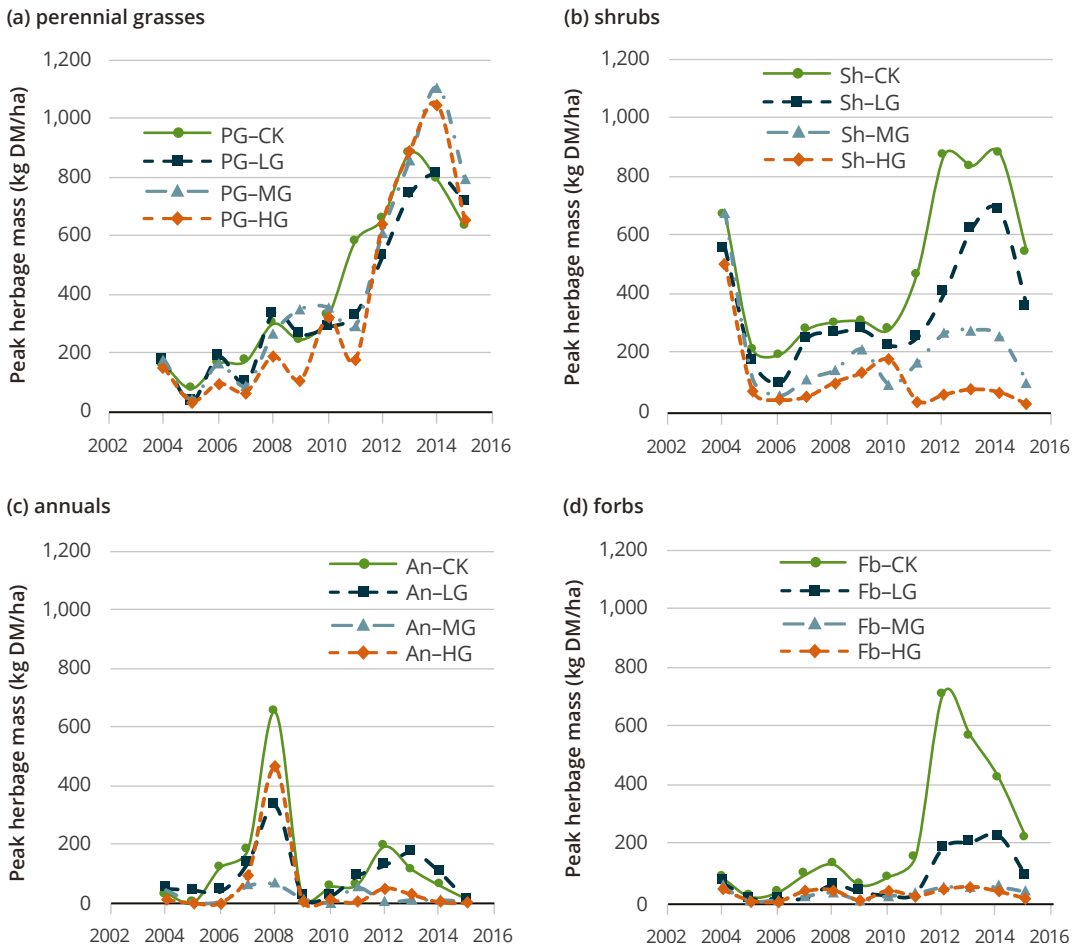 (a) perennial grasses
Peak herbage mass (kg DM/ha)
1,200
1,000
800
600
400
200
0
2002 2004 2006 2008 2010 2012 2014 2016
PG–CK
PG–LG
PG–MG
PG–HG
(b) shrubs
Peak herbage mass (kg DM/ha)
1,200
1,000
800
600
400
200
0
2002 2004 2006 2008 2010 2012 2014 2016
Sh–CK
Sh–LG
Sh–MG
Sh–HG
(c) annuals
Peak herbage mass (kg DM/ha)
1,200
1,000
800
600
400
200
0
2002 2004 2006 2008 2010 2012 2014 2016
An–CK
An–LG
An–MG
An–HG
(d) forbs
Peak herbage mass (kg DM/ha)
1,200
1,000
800
600
400
200
0
2002 2004 2006 2008 2010 2012 2014 2016
Fb–CK
Fb–LG
Fb–MG
Fb–HG